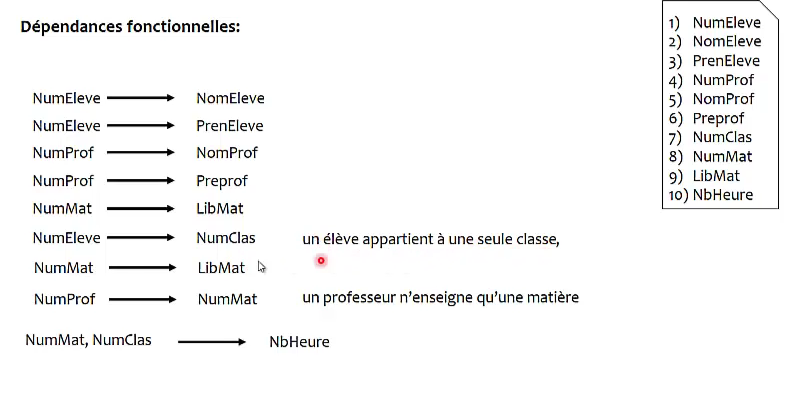 Dépendances fonctionnelles:
NumEleve NomEleve
NumEleve PrenEleve
NumProf NomProf
NumProf Preprof
NumMat LibMat
NumEleve NumClas un élève appartient à une seule classe,
NumMat LibMat
NumProf NumMat un professeur n’enseigne qu’une matière
NumMat, NumClas NbHeure
1) NumEleve
2) NomEleve
3) PrenEleve
4) NumProf
5) NomProf
6) Preprof
7) NumClas
8) NumMat
9) LibMat
10) NbHeure